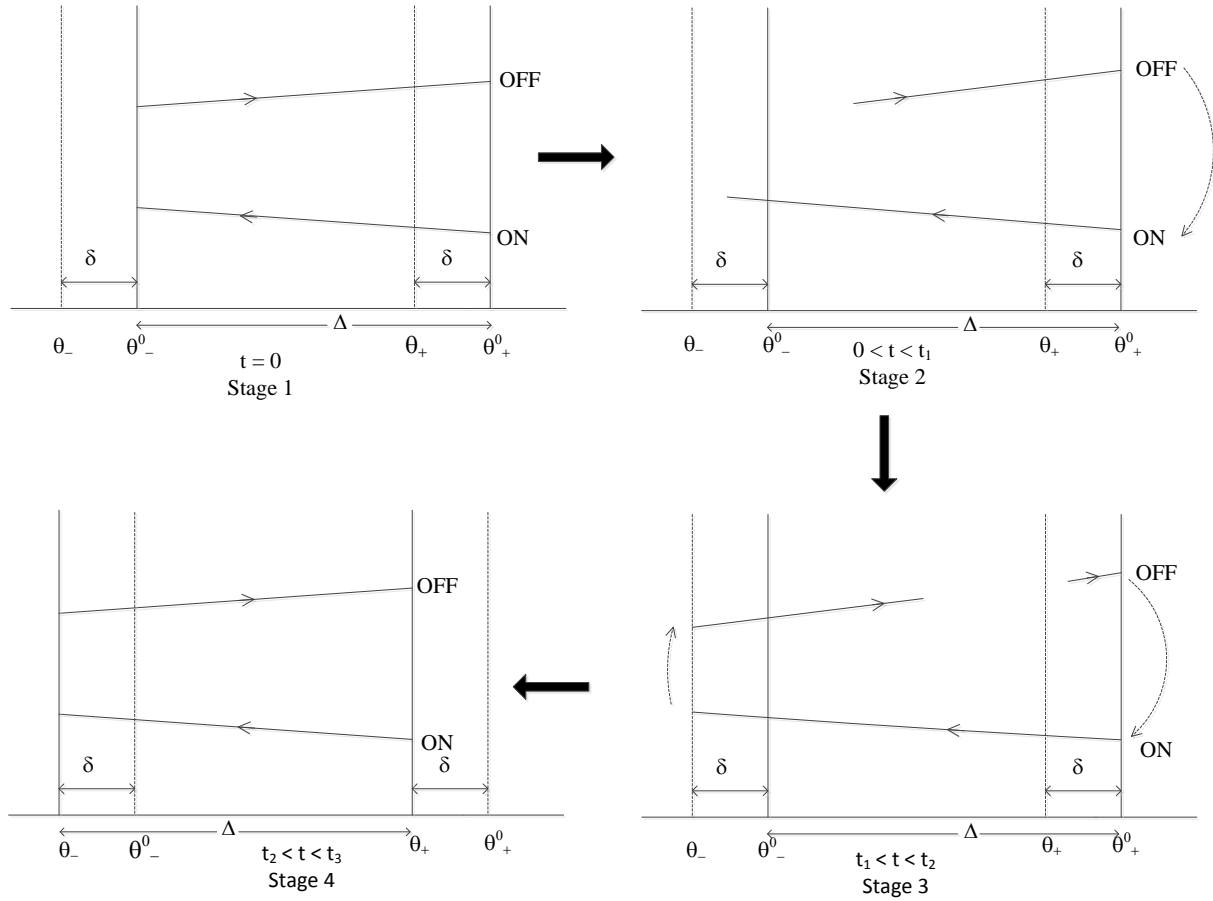 OFF
ON
δ δ
Δ
θ₋ θ⁰₋ θ₊ θ⁰₊
t = 0
Stage 1
OFF
ON
δ δ
Δ
θ₋ θ⁰₋ θ₊ θ⁰₊
0 < t < t₁
Stage 2
OFF
ON
δ δ
Δ
θ₋ θ⁰₋ θ₊ θ⁰₊
t₂ < t < t₃
Stage 4
OFF
ON
δ δ
Δ
θ₋ θ⁰₋ θ₊ θ⁰₊
t₁ < t < t₂
Stage 3